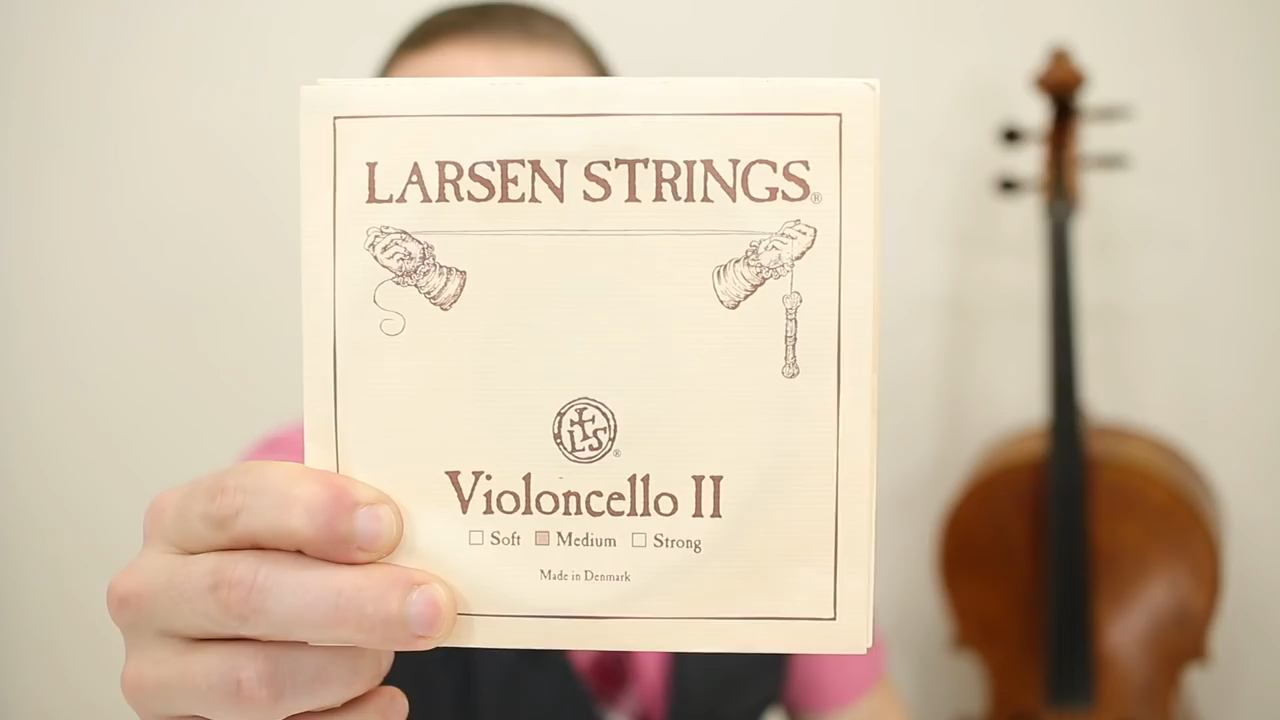 LARSEN STRINGS®
LS®
Violoncello II
Soft Medium Strong
Made in Denmark